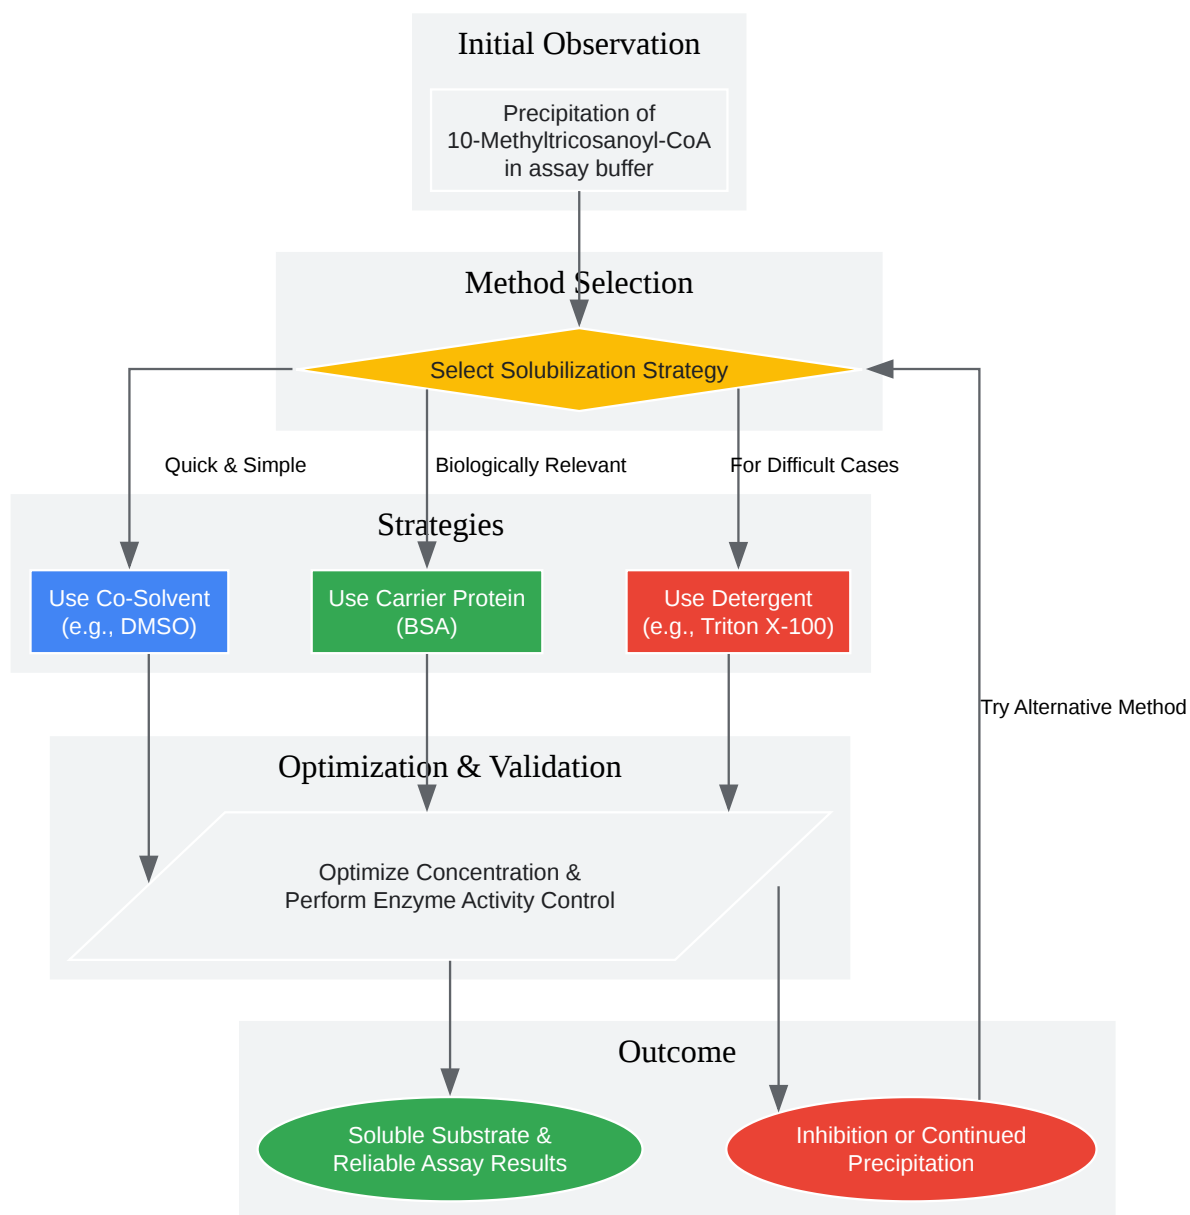 Initial Observation
Precipitation of
10-Methyltricosanoyl-CoA
in assay buffer
Method Selection
Select Solubilization Strategy
Quick & Simple
Biologically Relevant
For Difficult Cases
Strategies
Use Co-Solvent
(e.g., DMSO)
Use Carrier Protein
(BSA)
Use Detergent
(e.g., Triton X-100)
Try Alternative Method
Optimization & Validation
Optimize Concentration &
Perform Enzyme Activity Control
Outcome
Soluble Substrate &
Reliable Assay Results
Inhibition or Continued
Precipitation